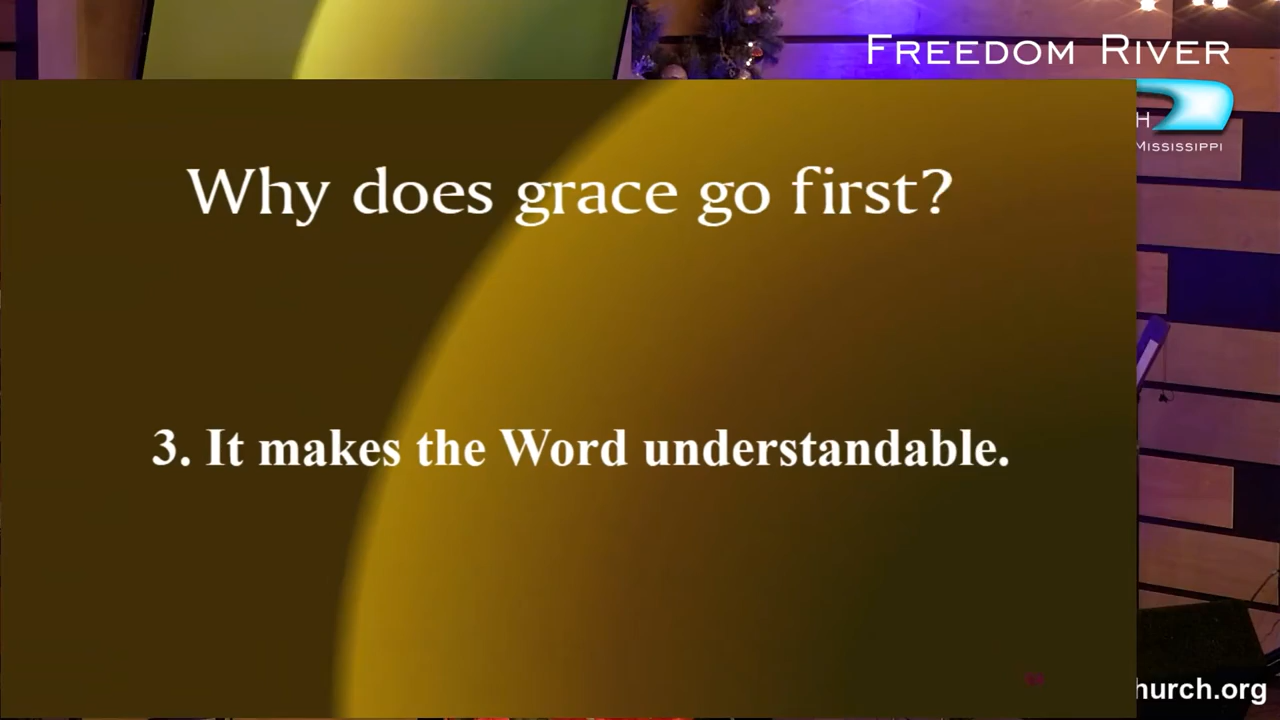 FREEDOM RIVER
H
MISSISSIPPI
Why does grace go first?
3. It makes the Word understandable.
hurch.org